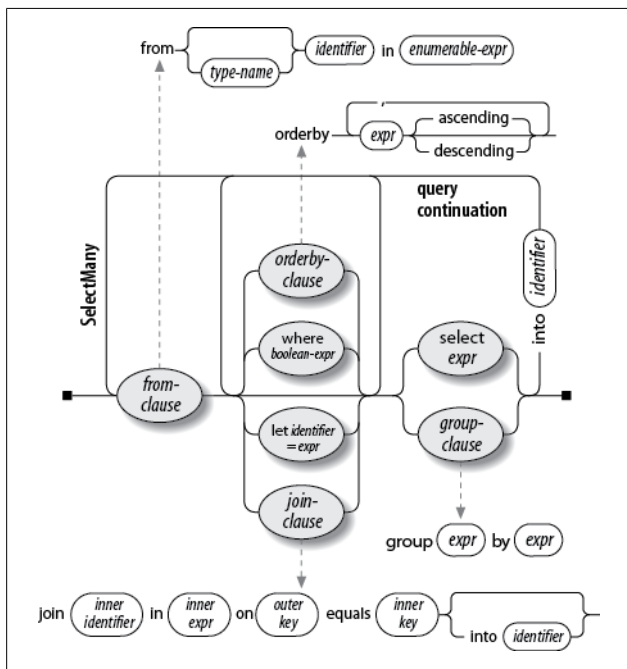 from type-name identifier in enumerable-expr
,
orderby expr ascending
descending
query
continuation
SelectMany
identifier
into
orderby-
clause
where
boolean-expr
select
expr
from-
clause
let identifier
= expr
group-
clause
join-
clause
group expr by expr
join inner identifier in inner expr on outer key equals inner key
into identifier